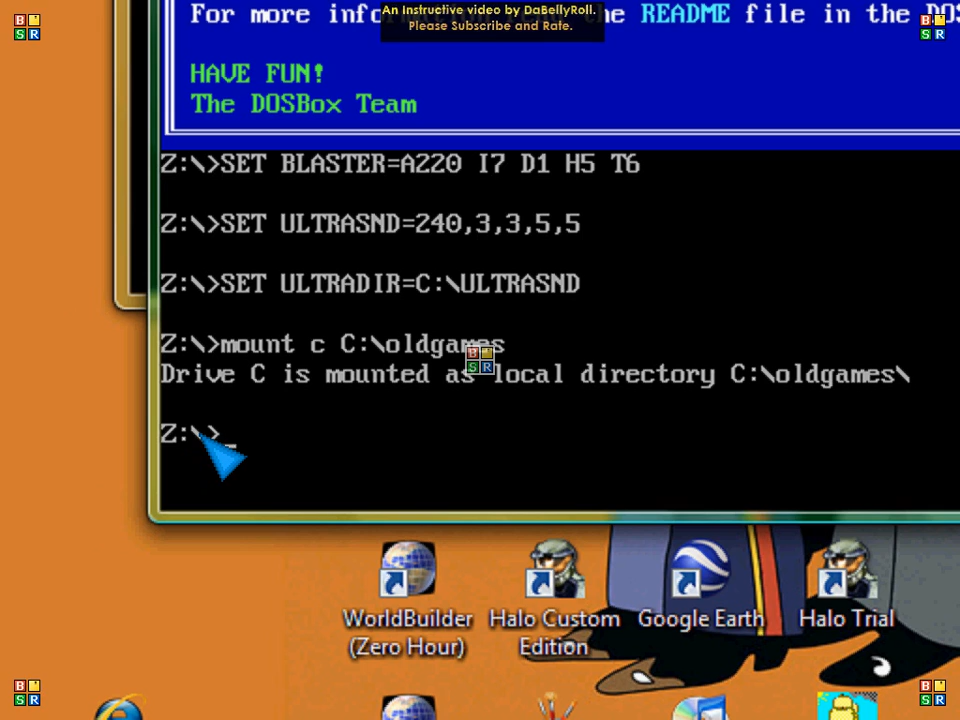 An Instructive video by DaBellyRoll.
Please Subscribe and Rate.
For more the README file in the
HAVE FUN!
The DOSBox Team
Z:\>SET BLASTER=A220 I7 D1 H5 T6
Z:\>SET ULTRASND=240,3,3,5,5
Z:\>SET ULTRADIR=C:\ULTRASND
Z:\>mount c C:\oldgames
Drive C is mounted as local directory C:\oldgames\
Z:\>_
WorldBuilder
(Zero Hour)
Halo Custom
Edition
Google Earth
Halo Trial
B
S R
B
S R
B
S R
B
S R
B
S R